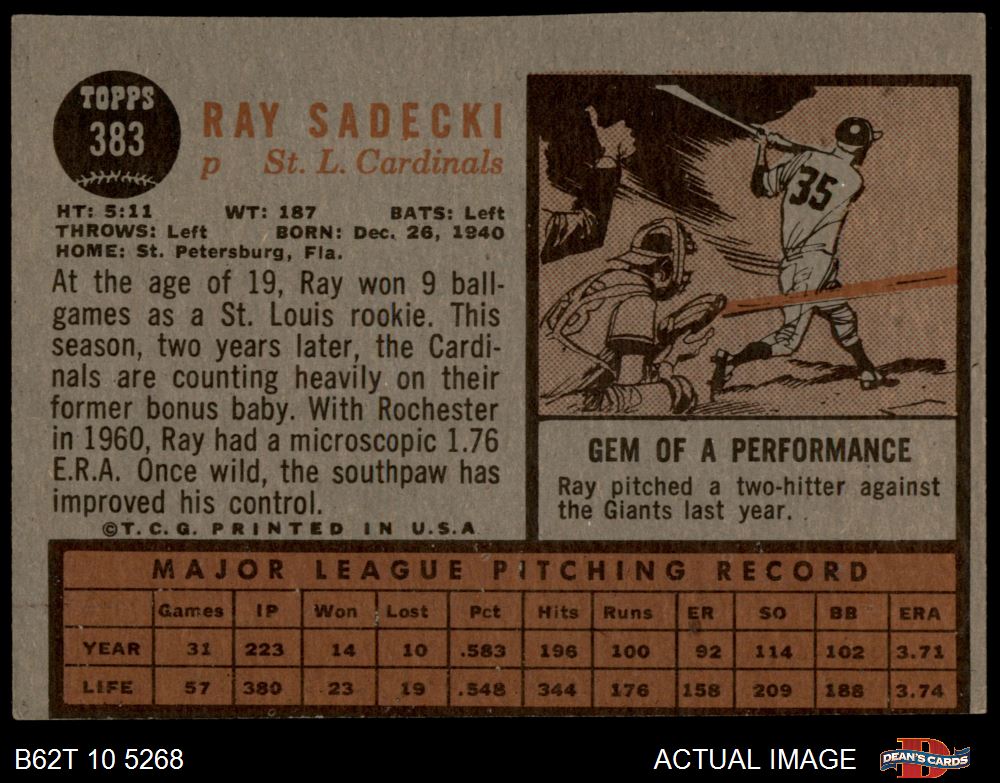 TOPPS
383
RAY SADECKI
p St. L. Cardinals
HT: 5:11 WT: 187 BATS: Left
THROWS: Left BORN: Dec. 26, 1940
HOME: St. Petersburg, Fla.
At the age of 19, Ray won 9 ball-
games as a St. Louis rookie. This
season, two years later, the Cardi-
nals are counting heavily on their
former bonus baby. With Rochester
in 1960, Ray had a microscopic 1.76
E.R.A. Once wild, the southpaw has
improved his control.
©T.C.G. PRINTED IN U.S.A
35
GEM OF A PERFORMANCE
Ray pitched a two-hitter against
the Giants last year.
MAJOR LEAGUE PITCHING RECORD
Games IP Won Lost Pct Hits Runs ER SO BB ERA
YEAR 31 223 14 10 .583 196 100 92 114 102 3.71
LIFE 57 380 23 19 .548 344 176 158 209 188 3.74
B62T 10 5268
ACTUAL IMAGE
DEAN'S CARDS